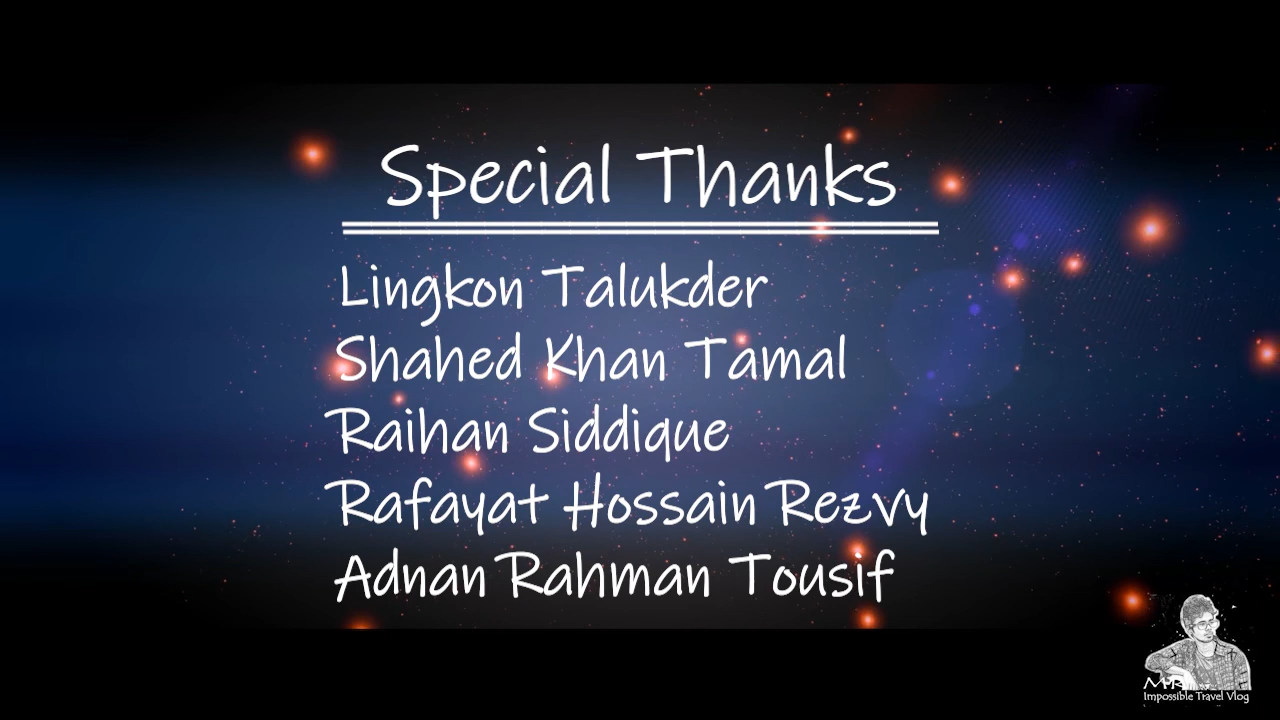 Special Thanks
Lingkon Talukder
Shahed Khan Tamal
Raihan Siddique
Rafayat Hossain Rezvy
Adnan Rahman Tousif
Impossible Travel Vlog